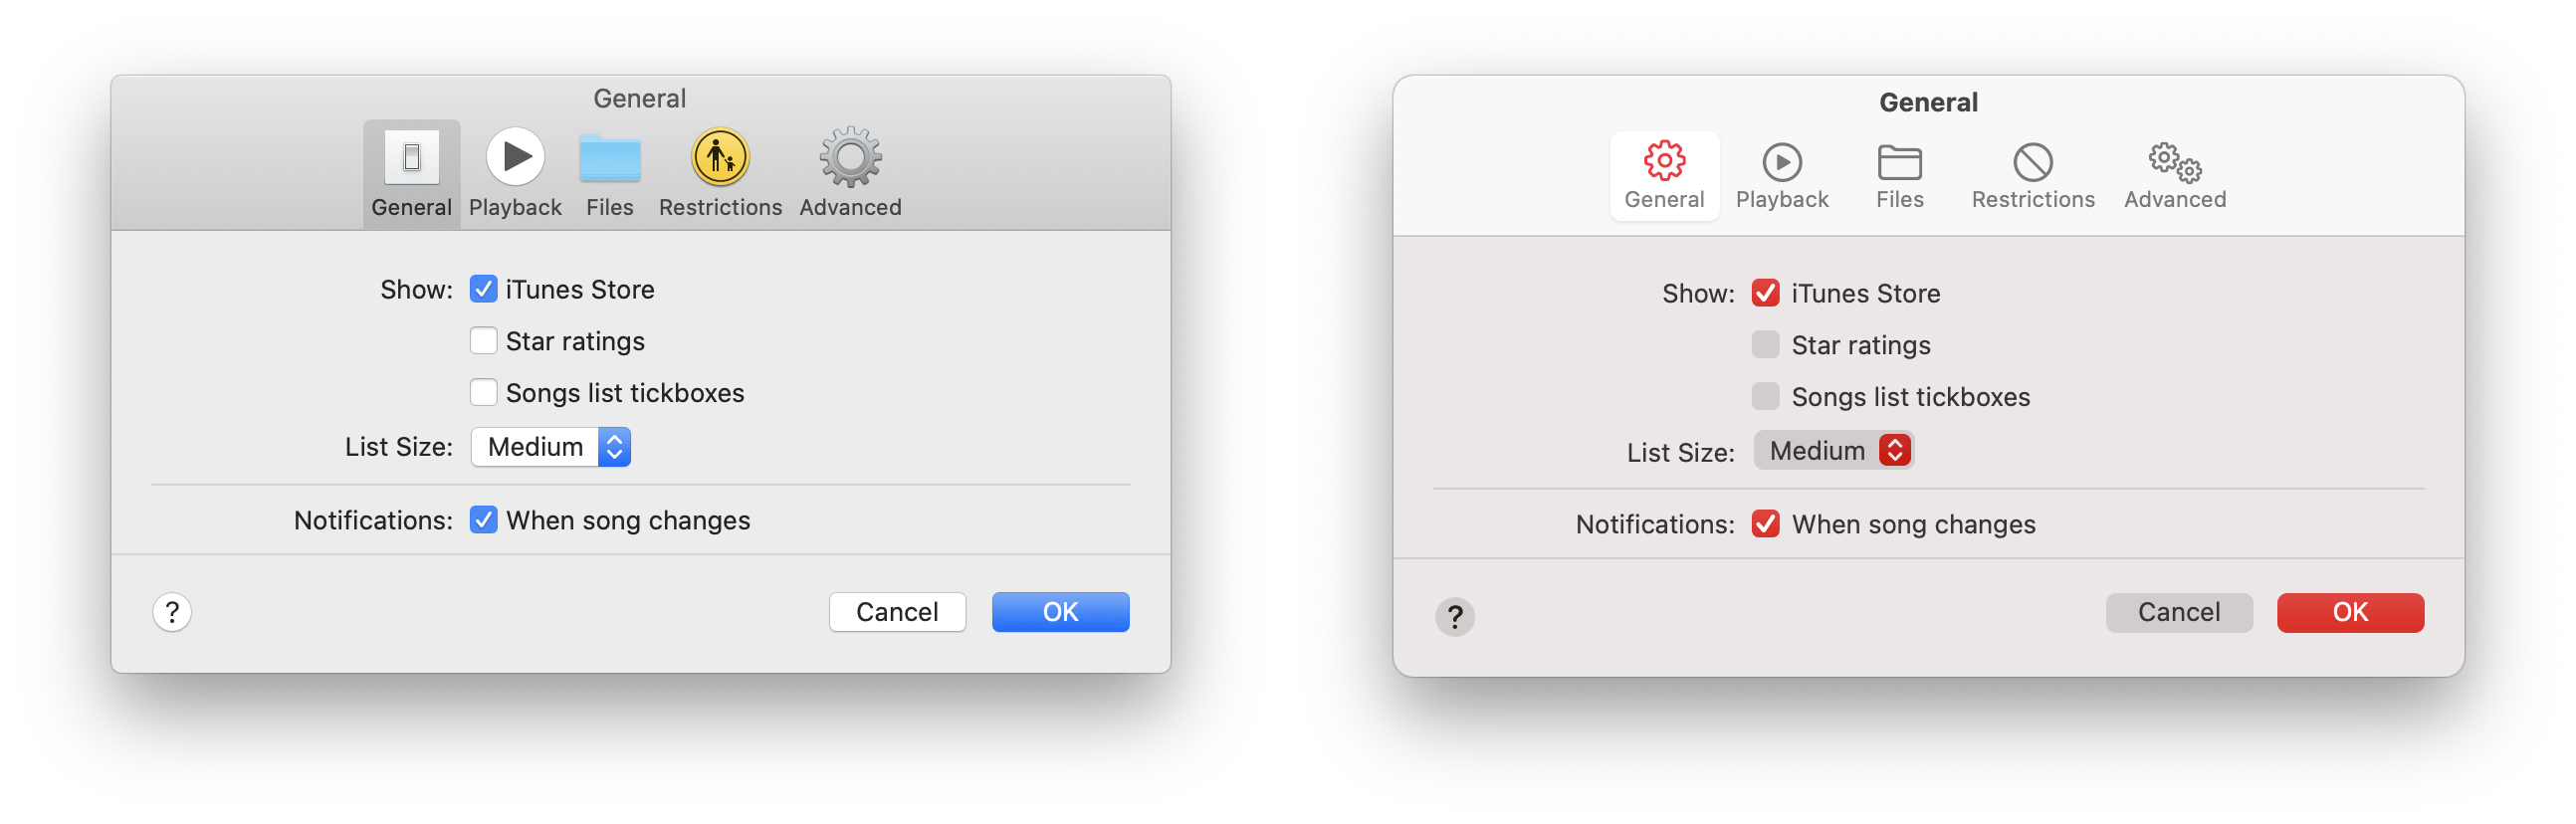 General
General Playback Files Restrictions Advanced
Show: iTunes Store
Star ratings
Songs list tickboxes
List Size: Medium
Notifications: When song changes
? Cancel OK
General
General Playback Files Restrictions Advanced
Show: iTunes Store
Star ratings
Songs list tickboxes
List Size: Medium
Notifications: When song changes
? Cancel OK